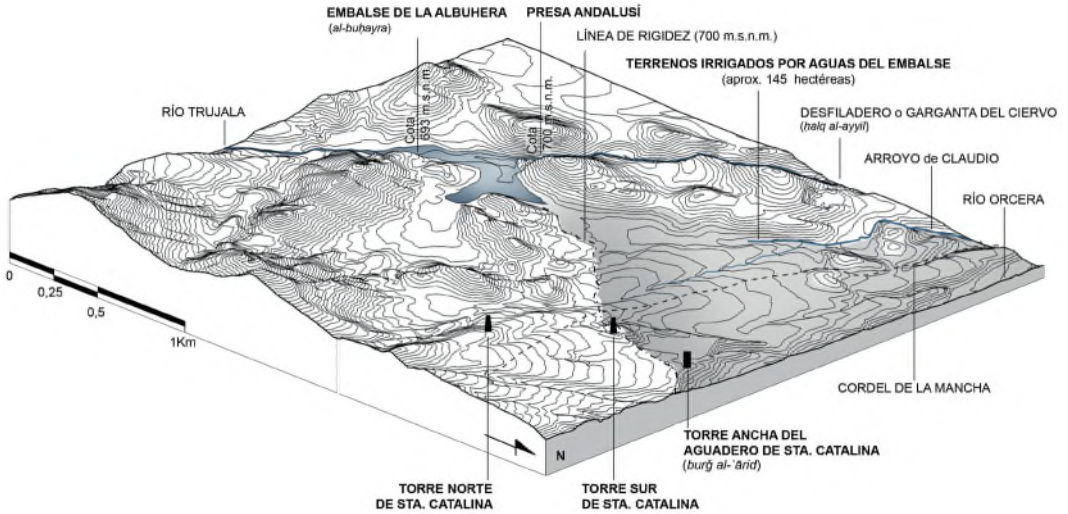 EMBALSE DE LA ALBUHERA
(al-buḥayra)
PRESA ANDALUSÍ
LÍNEA DE RIGIDEZ (700 m.s.n.m.)
TERRENOS IRRIGADOS POR AGUAS DEL EMBALSE
(aprox. 145 hectéreas)
RÍO TRUJALA
Cota
693 m.s.n.m.
Cota
700 m.s.n.m.
DESFILADERO o GARGANTA DEL CIERVO
(ḥalq al-ayyil)
ARROYO de CLAUDIO
RÍO ORCERA
0
0,25
0,5
1Km
CORDEL DE LA MANCHA
N
TORRE ANCHA DEL
AGUADERO DE STA. CATALINA
(burǧ al-ʿāriḍ)
TORRE NORTE
DE STA. CATALINA
TORRE SUR
DE STA. CATALINA